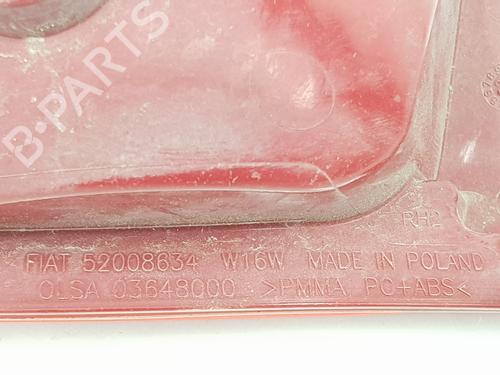 B-PARTS
RH2
FIAT 52008634 W16W MADE IN POLAND
OLSA 03648000 >PMMA PC+ABS<